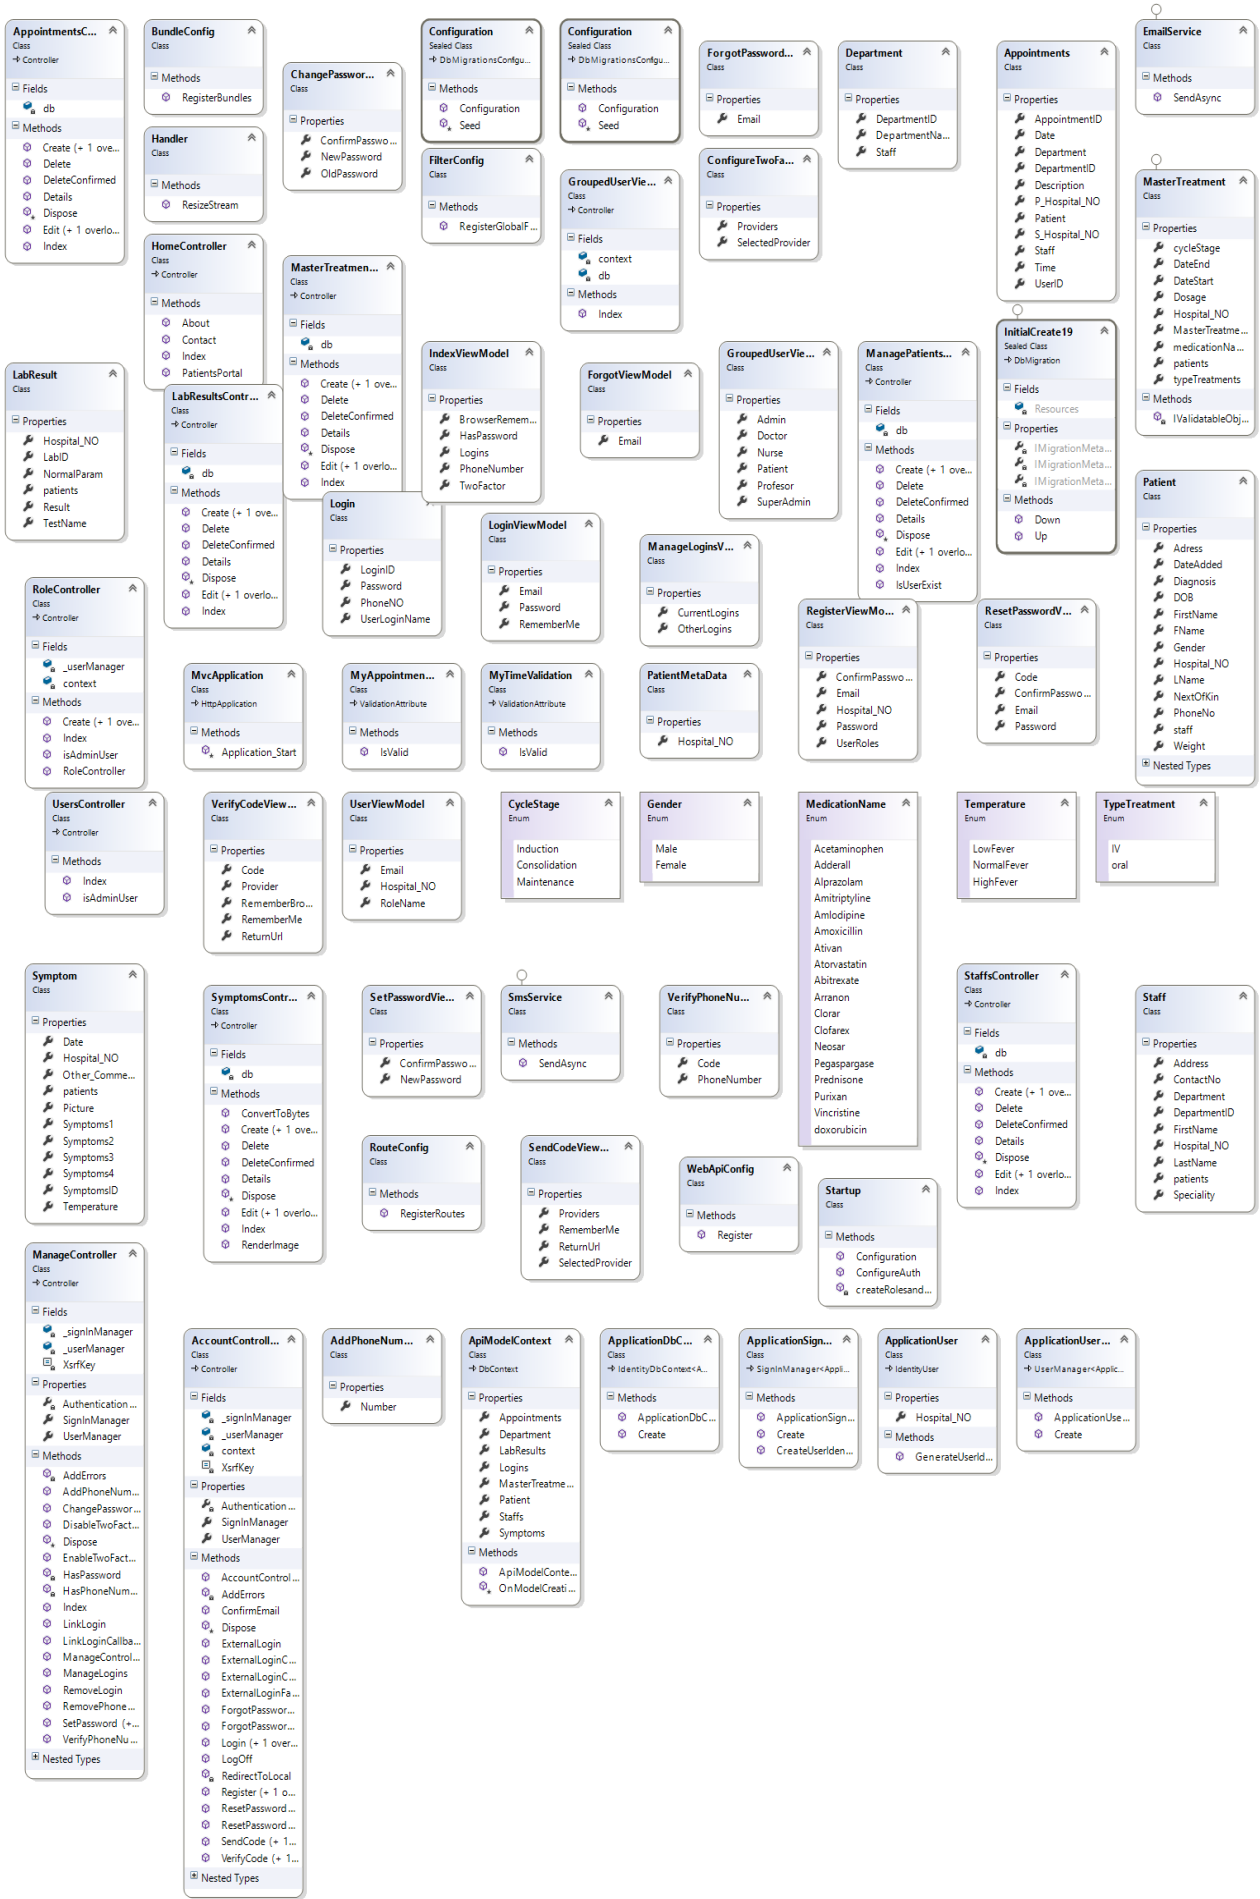 AppointmentsC...
Class
Controller
Fields
db
Methods
Create (+ 1 ove...
Delete
DeleteConfirmed
Details
Dispose
Edit (+ 1 overlo...
Index
BundleConfig
Class
Methods
RegisterBundles
Handler
Class
Methods
ResizeStream
HomeController
Class
Controller
Methods
About
Contact
Index
PatientsPortal
ChangePasswor...
Class
Properties
ConfirmPasswo...
NewPassword
OldPassword
MasterTreatmen...
Class
Controller
Fields
db
Methods
Create (+ 1 ove...
Delete
DeleteConfirmed
Details
Dispose
Edit (+ 1 overlo...
Index
Configuration
Sealed Class
DbMigrationsConfigu...
Methods
Configuration
Seed
Configuration
Sealed Class
DbMigrationsConfigu...
Methods
Configuration
Seed
FilterConfig
Class
Methods
RegisterGlobalF...
GroupedUserVie...
Class
Controller
Fields
context
db
Methods
Index
ForgotPassword...
Class
Properties
Email
ConfigureTwoFa...
Class
Properties
Providers
SelectedProvider
Department
Class
Properties
DepartmentID
DepartmentNa...
Staff
Appointments
Class
Properties
AppointmentID
Date
Department
DepartmentID
Description
P_Hospital_NO
Patient
S_Hospital_NO
Staff
Time
UserID
EmailService
Class
Methods
SendAsync
MasterTreatment
Class
Properties
cycleStage
DateEnd
DateStart
Dosage
Hospital_NO
MasterTreatme...
medicationNa...
patients
typeTreatments
Methods
IValidatableObj...
InitialCreate19
Sealed Class
DbMigration
Fields
Resources
Properties
IMigrationMeta...
IMigrationMeta...
IMigrationMeta...
Methods
Down
Up
LabResult
Class
Properties
Hospital_NO
LabID
NormalParam
patients
Result
TestName
LabResultsContr...
Class
Controller
Fields
db
Methods
Create (+ 1 ove...
Delete
DeleteConfirmed
Details
Dispose
Edit (+ 1 overlo...
Index
IndexViewModel
Class
Properties
BrowserRemem...
HasPassword
Logins
PhoneNumber
TwoFactor
Login
Class
Properties
LoginID
Password
PhoneNO
UserLoginName
LoginViewModel
Class
Properties
Email
Password
RememberMe
ForgotViewModel
Class
Properties
Email
GroupedUserVie...
Class
Properties
Admin
Doctor
Nurse
Patient
Profesor
SuperAdmin
ManagePatients...
Class
Controller
Fields
db
Methods
Create (+ 1 ove...
Delete
DeleteConfirmed
Details
Dispose
Edit (+ 1 overlo...
Index
IsUserExist
ManageLoginsV...
Class
Properties
CurrentLogins
OtherLogins
Patient
Class
Properties
Adress
DateAdded
Diagnosis
DOB
FirstName
FName
Gender
Hospital_NO
LName
NextOfKin
PhoneNo
staff
Weight
Nested Types
RoleController
Class
Controller
Fields
_userManager
context
Methods
Create (+ 1 ove...
Index
isAdminUser
RoleController
MvcApplication
Class
HttpApplication
Methods
Application_Start
MyAppointmen...
Class
ValidationAttribute
Methods
IsValid
MyTimeValidation
Class
ValidationAttribute
Methods
IsValid
PatientMetaData
Class
Properties
Hospital_NO
RegisterViewMo...
Class
Properties
ConfirmPasswo...
Email
Hospital_NO
Password
UserRoles
ResetPasswordV...
Class
Properties
Code
ConfirmPasswo...
Email
Password
UsersController
Class
Controller
Methods
Index
isAdminUser
VerifyCodeView...
Class
Properties
Code
Provider
RememberBro...
RememberMe
ReturnUrl
UserViewModel
Class
Properties
Email
Hospital_NO
RoleName
CycleStage
Enum
Induction
Consolidation
Maintenance
Gender
Enum
Male
Female
MedicationName
Enum
Acetaminophen
Adderall
Alprazolam
Amitriptyline
Amlodipine
Amoxicillin
Ativan
Atorvastatin
Abitrexate
Arranon
Clorar
Clofarex
Neosar
Pegaspargase
Prednisone
Purixan
Vincristine
doxorubicin
Temperature
Enum
LowFever
NormalFever
HighFever
TypeTreatment
Enum
IV
oral
Symptom
Class
Properties
Date
Hospital_NO
Other_Comme...
patients
Picture
Symptoms1
Symptoms2
Symptoms3
Symptoms4
SymptomsID
Temperature
SymptomsContr...
Class
Controller
Fields
db
Methods
ConvertToBytes
Create (+ 1 ove...
Delete
DeleteConfirmed
Details
Dispose
Edit (+ 1 overlo...
Index
RenderImage
SetPasswordVie...
Class
Properties
ConfirmPasswo...
NewPassword
SmsService
Class
Methods
SendAsync
VerifyPhoneNu...
Class
Properties
Code
PhoneNumber
StaffsController
Class
Controller
Fields
db
Methods
Create (+ 1 ove...
Delete
DeleteConfirmed
Details
Dispose
Edit (+ 1 overlo...
Index
Staff
Class
Properties
Address
ContactNo
Department
DepartmentID
FirstName
Hospital_NO
LastName
patients
Speciality
RouteConfig
Class
Methods
RegisterRoutes
SendCodeView...
Class
Properties
Providers
RememberMe
ReturnUrl
SelectedProvider
WebApiConfig
Class
Methods
Register
Startup
Class
Methods
Configuration
ConfigureAuth
createRolesand...
ManageController
Class
Controller
Fields
_signInManager
_userManager
XsrfKey
Properties
Authentication...
SignInManager
UserManager
Methods
AddErrors
AddPhoneNum...
ChangePasswor...
DisableTwoFact...
Dispose
EnableTwoFact...
HasPassword
HasPhoneNum...
Index
LinkLogin
LinkLoginCallba...
ManageControl...
ManageLogins
RemoveLogin
RemovePhone...
SetPassword (+...
VerifyPhoneNu...
Nested Types
AccountControll...
Class
Controller
Fields
_signInManager
_userManager
context
XsrfKey
Properties
Authentication...
SignInManager
UserManager
Methods
AccountControl...
AddErrors
ConfirmEmail
Dispose
ExternalLogin
ExternalLoginC...
ExternalLoginC...
ExternalLoginFa...
ForgotPasswor...
ForgotPasswor...
Login (+ 1 over...
LogOff
RedirectToLocal
Register (+ 1 o...
ResetPassword...
ResetPassword...
SendCode (+ 1...
VerifyCode (+ 1...
Nested Types
AddPhoneNum...
Class
Properties
Number
ApiModelContext
Class
DbContext
Properties
Appointments
Department
LabResults
Logins
MasterTreatme...
Patient
Staffs
Symptoms
Methods
ApiModelConte...
OnModelCreati...
ApplicationDbC...
Class
IdentityDbContext<A...
Methods
ApplicationDbC...
Create
ApplicationSign...
Class
SignInManager<Appli...
Methods
ApplicationSign...
Create
CreateUserIden...
ApplicationUser
Class
IdentityUser
Properties
Hospital_NO
Methods
GenerateUserId...
ApplicationUser...
Class
UserManager<Applic...
Methods
ApplicationUse...
Create